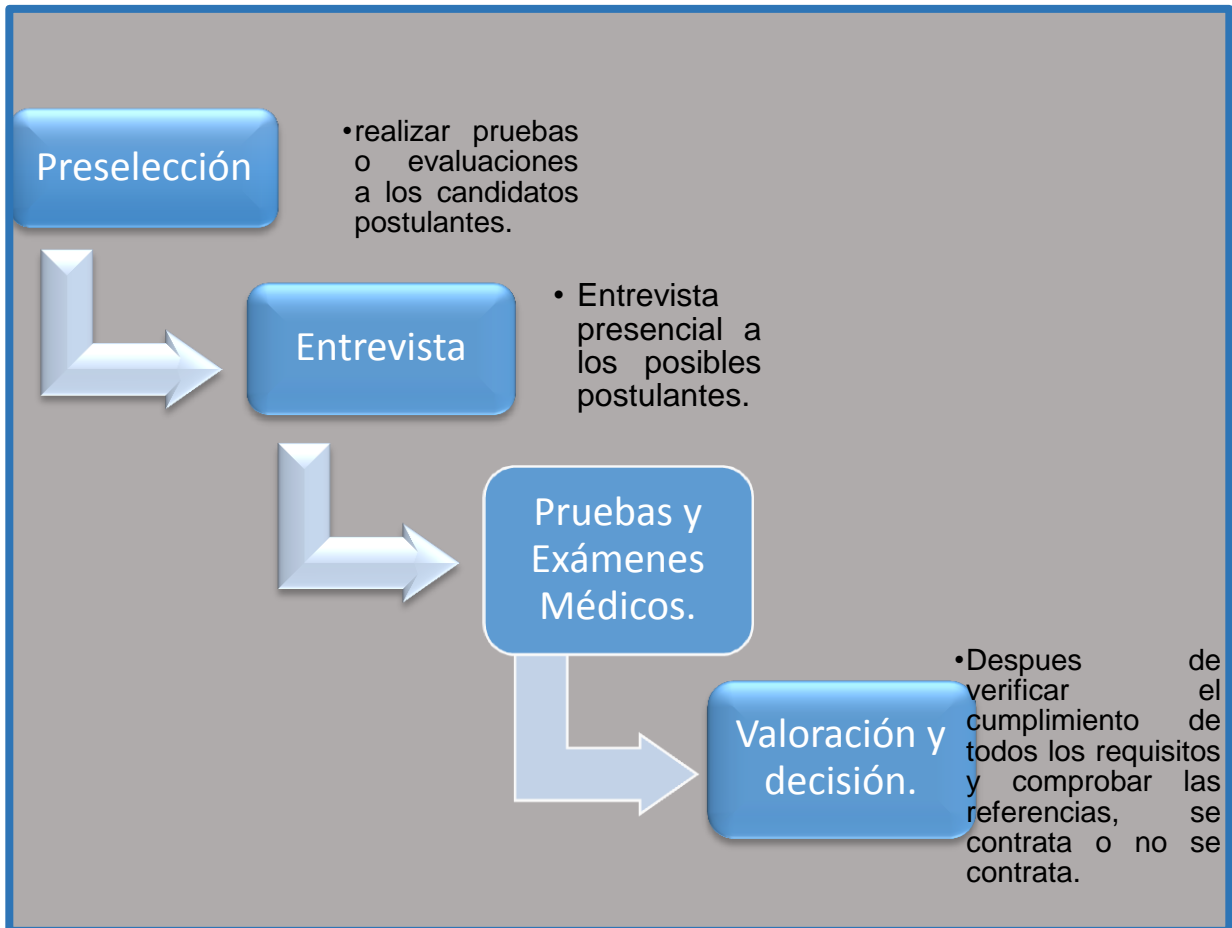 Preselección
•realizar pruebas
o evaluaciones
a los candidatos
postulantes.
Entrevista
• Entrevista
presencial a
los posibles
postulantes.
Pruebas y
Exámenes
Médicos.
Valoración y
decisión.
•Despues de
verificar el
cumplimiento de
todos los requisitos
y comprobar las
referencias, se
contrata o no se
contrata.